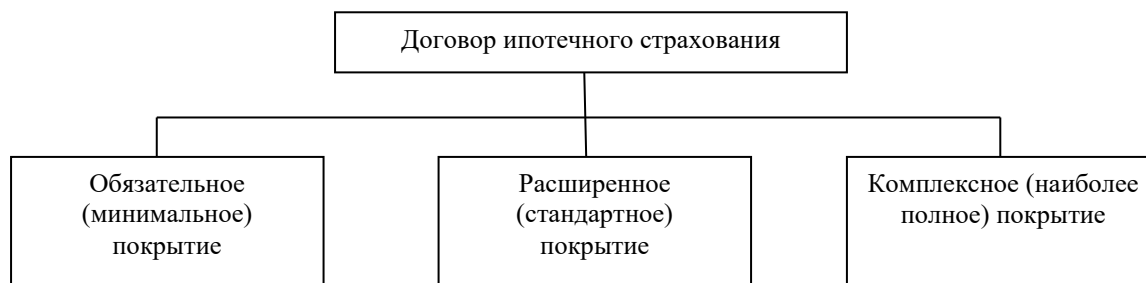 Договор ипотечного страхования
Обязательное
(минимальное)
покрытие
Расширенное
(стандартное)
покрытие
Комплексное (наиболее
полное) покрытие